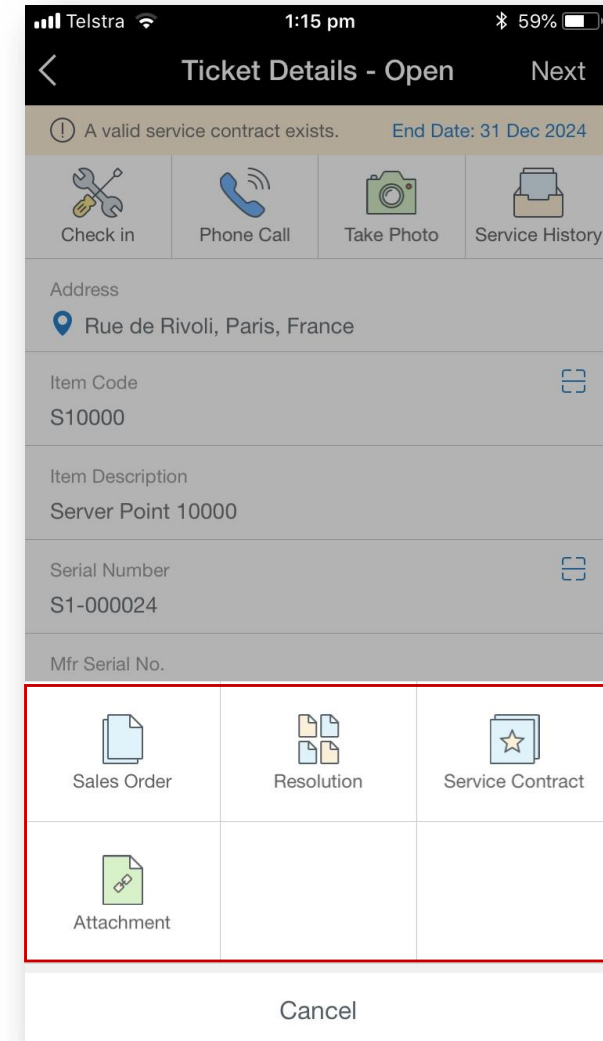 Telstra 1:15 pm 59%
Ticket Details - Open Next
A valid service contract exists. End Date: 31 Dec 2024
Check in Phone Call Take Photo Service History
Address
Rue de Rivoli, Paris, France
Item Code
S10000
Item Description
Server Point 10000
Serial Number
S1-000024
Mfr Serial No.
Sales Order Resolution Service Contract
Attachment
Cancel